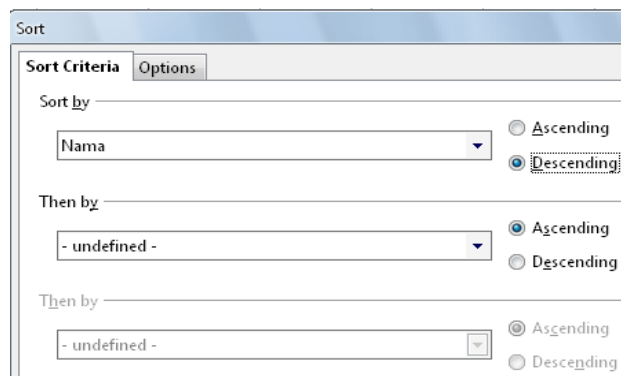 Sort
Sort Criteria Options
Sort by
Nama
Ascending
Descending
Then by
- undefined -
Ascending
Descending
Then by
- undefined -
Ascending
Descending